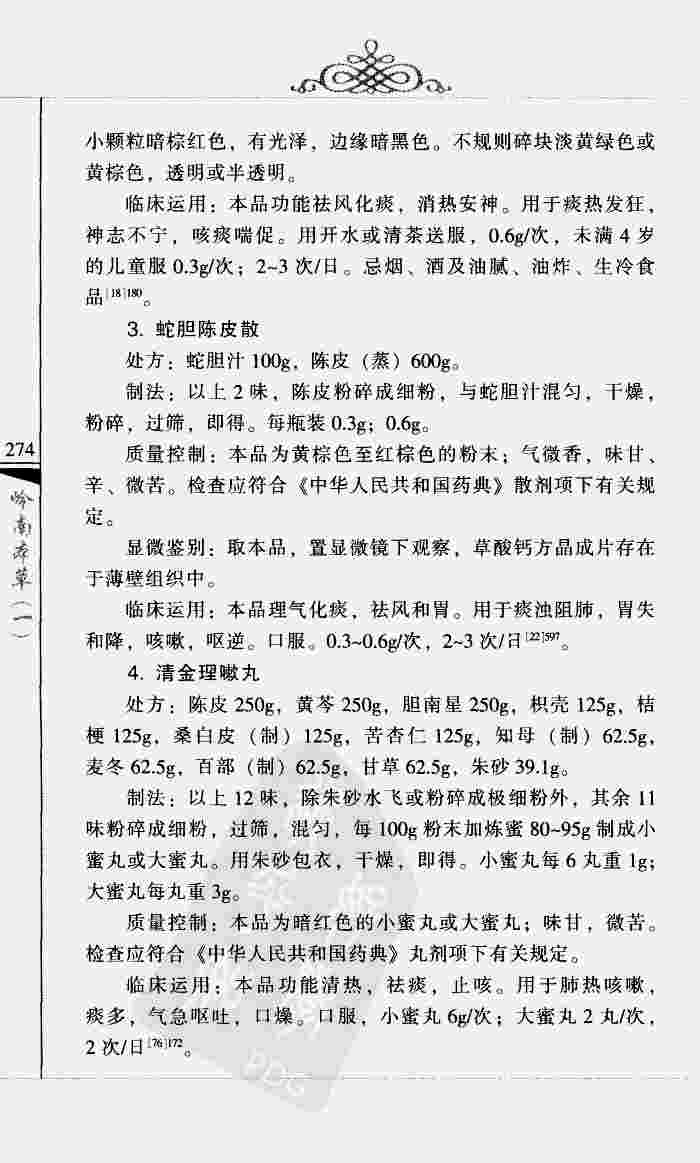 小颗粒暗棕红色，有光泽，边缘暗黑色。不规则碎块淡黄绿色或
黄棕色，透明或半透明。
临床运用：本品功能祛风化痰，消热安神。用于痰热发狂，
神志不宁，咳痰喘促。用开水或清茶送服，0.6g/次，未满 4 岁
的儿童服 0.3g/次；2~3 次/日。忌烟、酒及油腻、油炸、生冷食
品[18]180。
3. 蛇胆陈皮散
处方：蛇胆汁 100g，陈皮（蒸）600g。
制法：以上 2 味，陈皮粉碎成细粉，与蛇胆汁混匀，干燥，
粉碎，过筛，即得。每瓶装 0.3g；0.6g。
质量控制：本品为黄棕色至红棕色的粉末；气微香，味甘、
辛、微苦。检查应符合《中华人民共和国药典》散剂项下有关规
定。
显微鉴别：取本品，置显微镜下观察，草酸钙方晶成片存在
于薄壁组织中。
临床运用：本品理气化痰，祛风和胃。用于痰浊阻肺，胃失
和降，咳嗽，呕逆。口服。0.3~0.6g/次，2~3 次/日[22]597。
4. 清金理嗽丸
处方：陈皮 250g，黄芩 250g，胆南星 250g，枳壳 125g，桔
梗 125g，桑白皮（制）125g，苦杏仁 125g，知母（制）62.5g，
麦冬 62.5g，百部（制）62.5g，甘草 62.5g，朱砂 39.1g。
制法：以上 12 味，除朱砂水飞或粉碎成极细粉外，其余 11
味粉碎成细粉，过筛，混匀，每 100g 粉末加炼蜜 80~95g 制成小
蜜丸或大蜜丸。用朱砂包衣，干燥，即得。小蜜丸每 6 丸重 1g；
大蜜丸每丸重 3g。
质量控制：本品为暗红色的小蜜丸或大蜜丸；味甘，微苦。
检查应符合《中华人民共和国药典》丸剂项下有关规定。
临床运用：本品功能清热，祛痰，止咳。用于肺热咳嗽，
痰多，气急呕吐，口燥。口服，小蜜丸 6g/次；大蜜丸 2 丸/次，
2 次/日[76]172。
274
岭南本草（一）
PDG